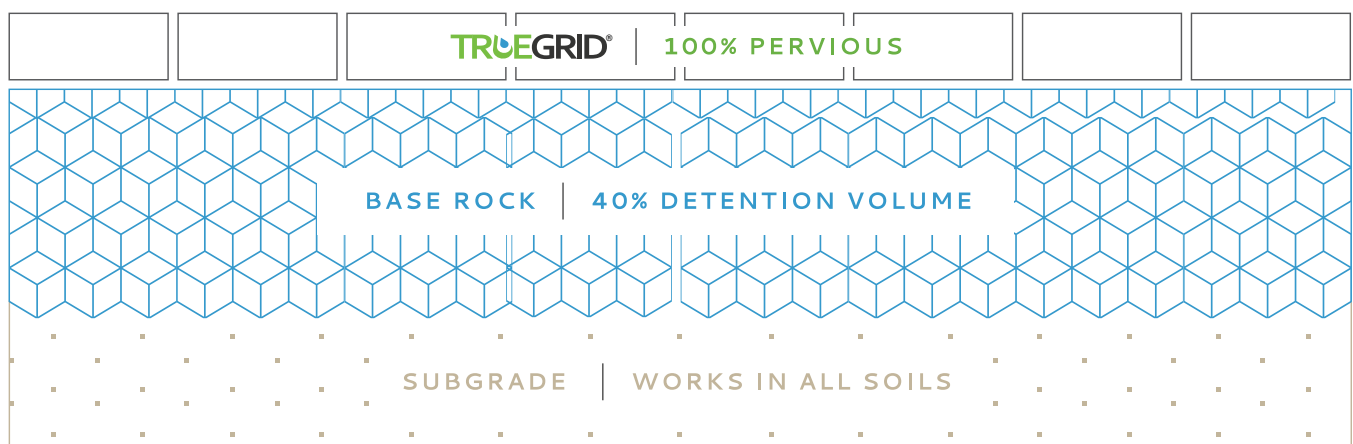 TRUEGRID® | 100% PERVIOUS
BASE ROCK | 40% DETENTION VOLUME
SUBGRADE | WORKS IN ALL SOILS